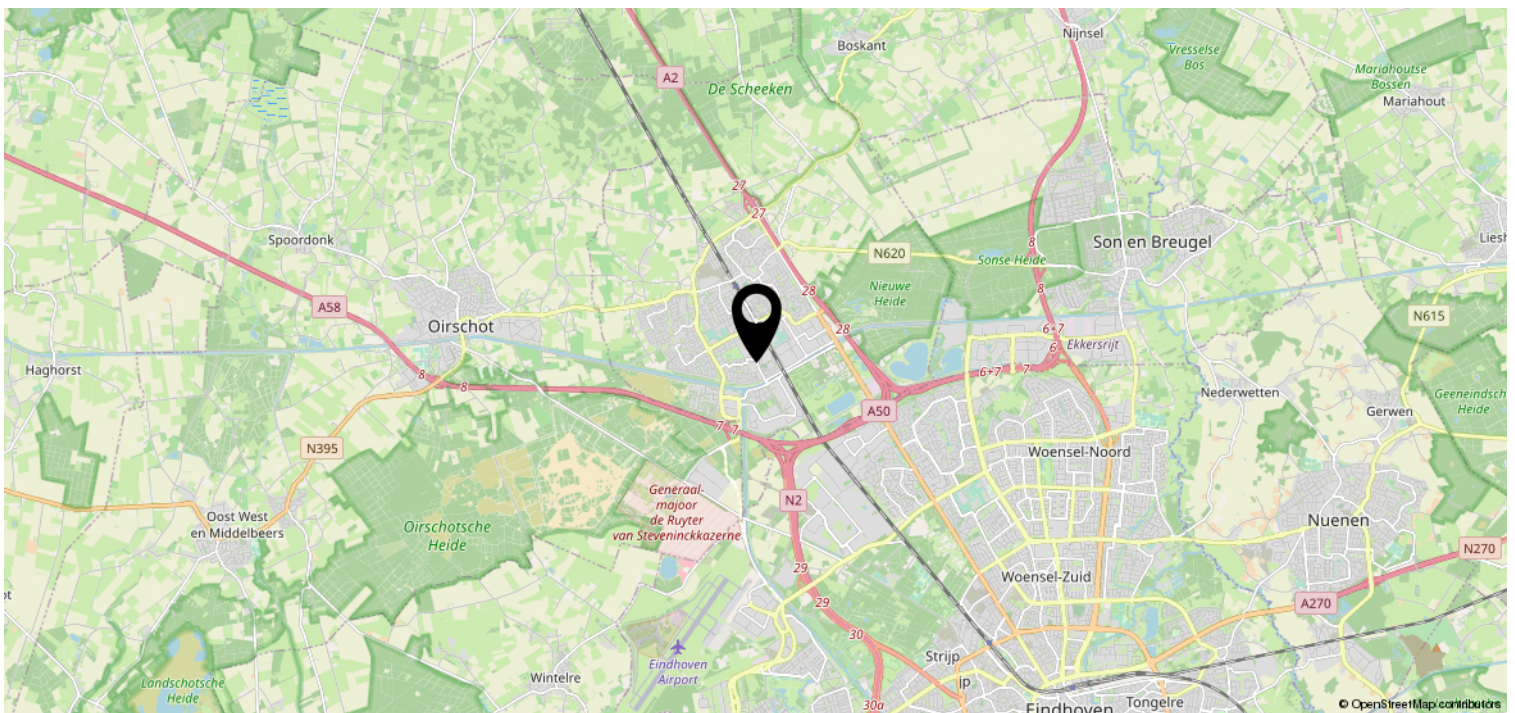 Nijnsel
Boskant
Vresselse
Bos
A2
De Scheeken
Mariahoutse
Bossen
Mariahout
27
27
Spoordonk
8
Son en Breugel
Liesh
N620
Sonse Heide
Nieuwe
Heide
28
8
A58
Oirschot
28
6+7
N615
Ekkersrijt
6
Haghorst
8
8
6+7
7
Nederwetten
Geeneindsch
Heide
Gerwen
A50
7
7
N395
Woensel-Noord
Generaal-
majoor
de Ruyter
van Steveninckkazerne
N2
Oost West
en Middelbeers
Oirschotsche
Heide
Nuenen
N270
29
Woensel-Zuid
29
A270
30
Strijp
Eindhoven
Airport
Landschotsche
Heide
Wintelre
ip
30a
Eindhoven
Tongelre
© OpenStreetMap contributors